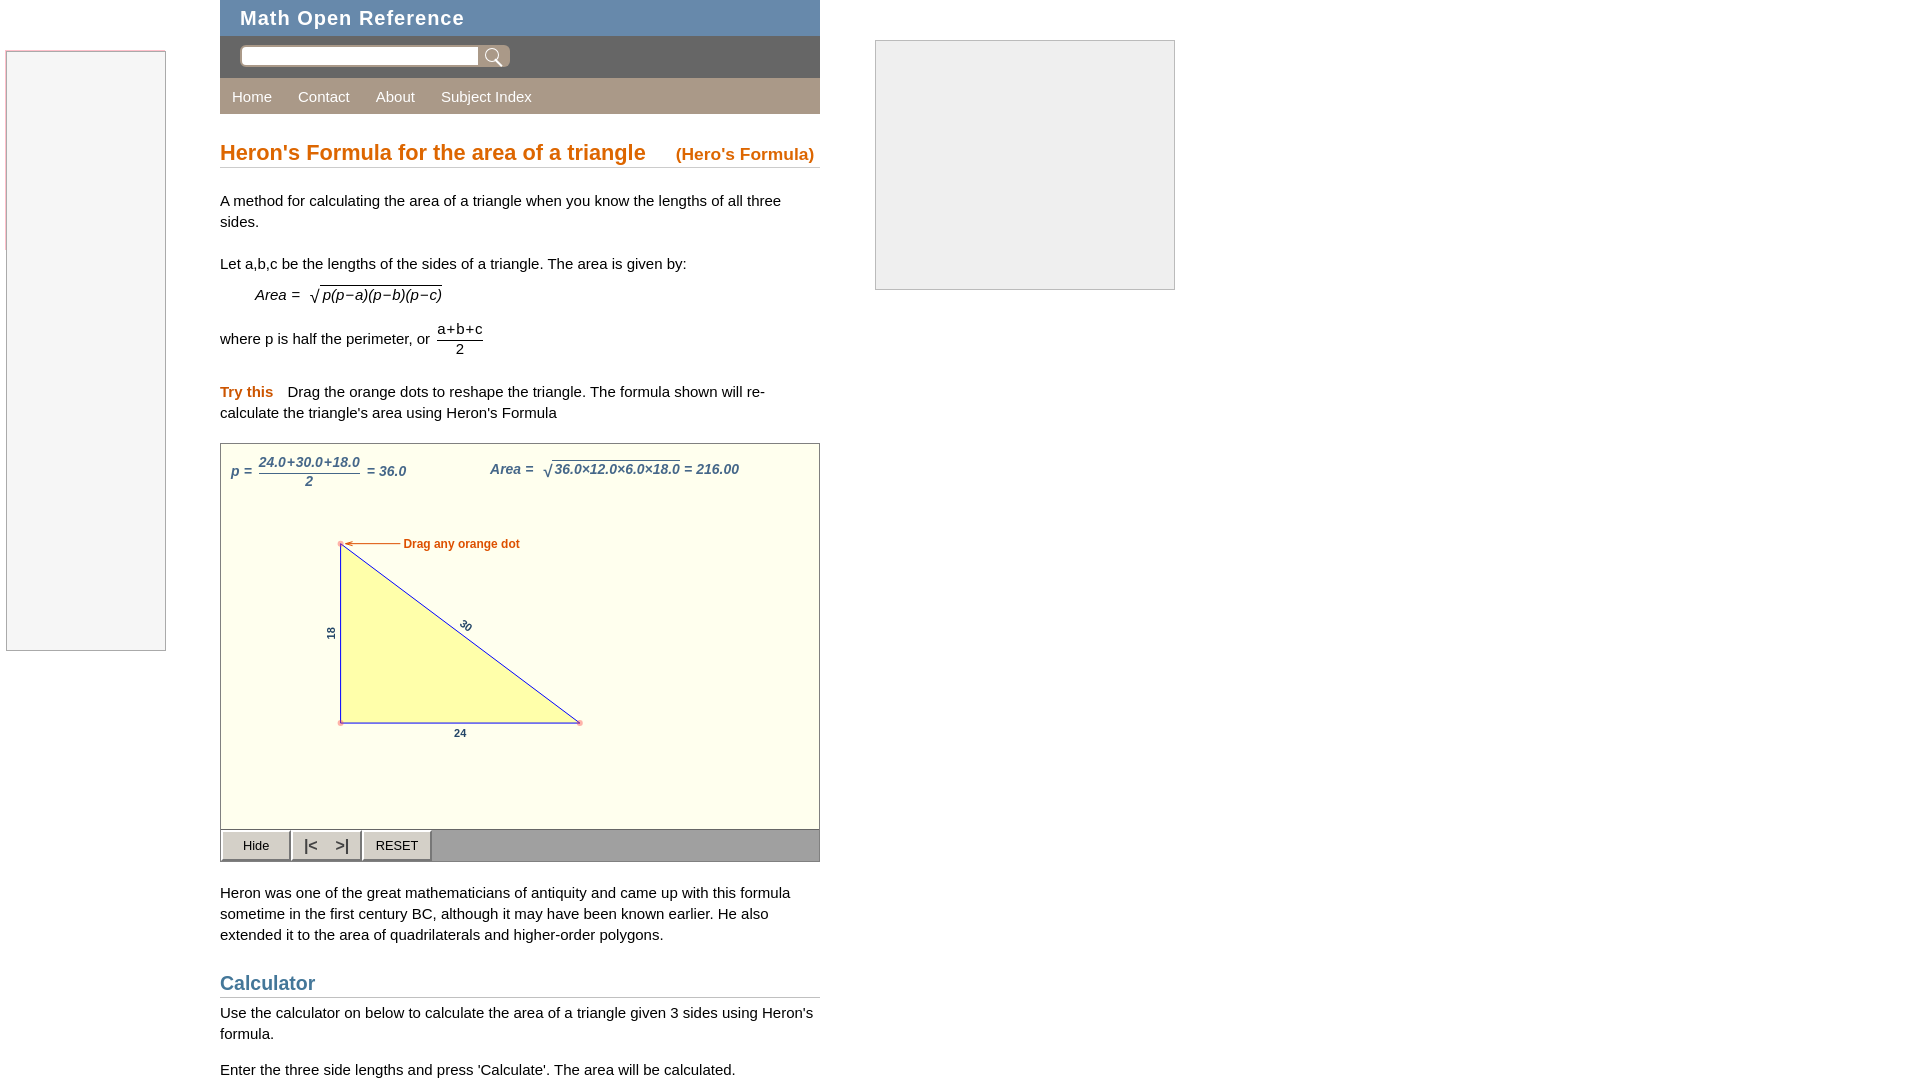 Math Open Reference
Home Contact About Subject Index
Heron's Formula for the area of a triangle (Hero's Formula)
A method for calculating the area of a triangle when you know the lengths of all three
sides.
Let a,b,c be the lengths of the sides of a triangle. The area is given by:
Area = √p(p−a)(p−b)(p−c)
where p is half the perimeter, or a+b+c
2
Try this Drag the orange dots to reshape the triangle. The formula shown will re-
calculate the triangle's area using Heron's Formula
p = 24.0+30.0+18.0 = 36.0
2
Area = √36.0×12.0×6.0×18.0 = 216.00
Drag any orange dot
18
30
24
Hide |< >| RESET
Heron was one of the great mathematicians of antiquity and came up with this formula
sometime in the first century BC, although it may have been known earlier. He also
extended it to the area of quadrilaterals and higher-order polygons.
Calculator
Use the calculator on below to calculate the area of a triangle given 3 sides using Heron's
formula.
Enter the three side lengths and press 'Calculate'. The area will be calculated.